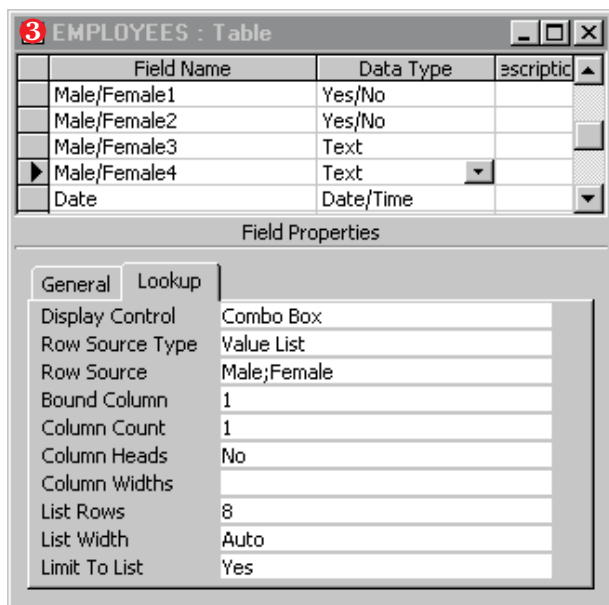 3 EMPLOYEES : Table
Field Name Data Type escriptic
Male/Female1 Yes/No
Male/Female2 Yes/No
Male/Female3 Text
Male/Female4 Text
Date Date/Time
Field Properties
General Lookup
Display Control Combo Box
Row Source Type Value List
Row Source Male;Female
Bound Column 1
Column Count 1
Column Heads No
Column Widths
List Rows 8
List Width Auto
Limit To List Yes